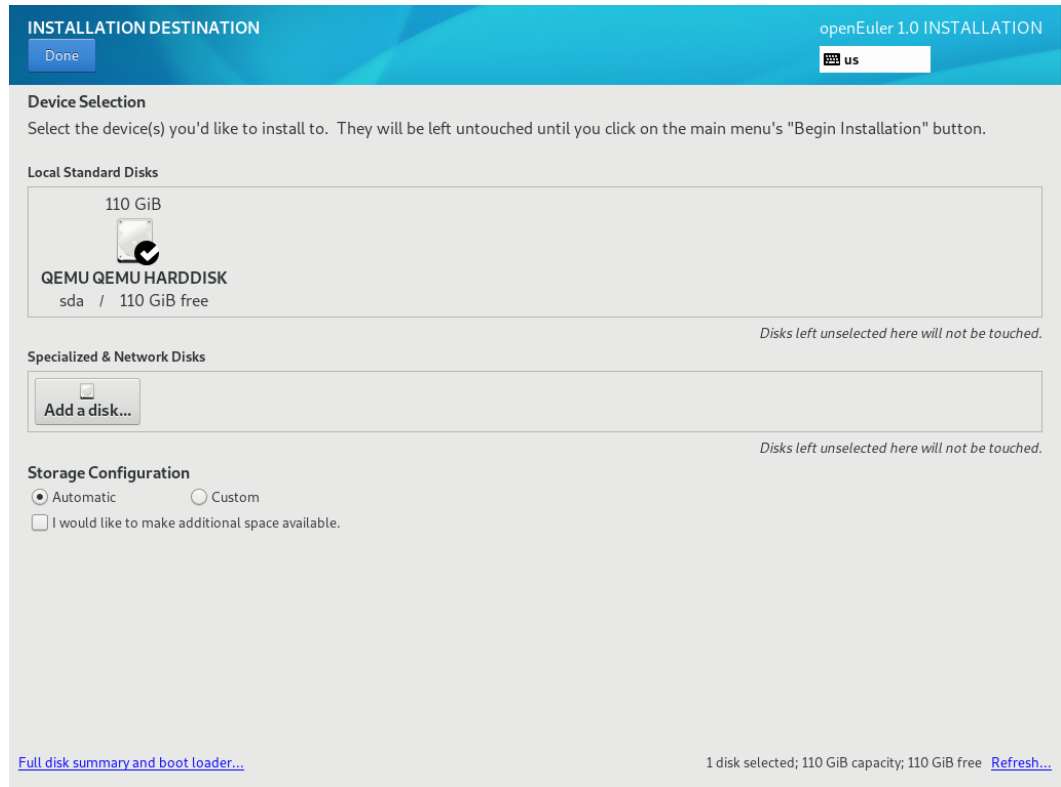 INSTALLATION DESTINATION
openEuler 1.0 INSTALLATION
Done
us
Device Selection
Select the device(s) you'd like to install to.  They will be left untouched until you click on the main menu's "Begin Installation" button.
Local Standard Disks
110 GiB
QEMU QEMU HARDDISK
sda / 110 GiB free
Disks left unselected here will not be touched.
Specialized & Network Disks
Add a disk...
Disks left unselected here will not be touched.
Storage Configuration
Automatic Custom
I would like to make additional space available.
Full disk summary and boot loader... 1 disk selected; 110 GiB capacity; 110 GiB free Refresh...